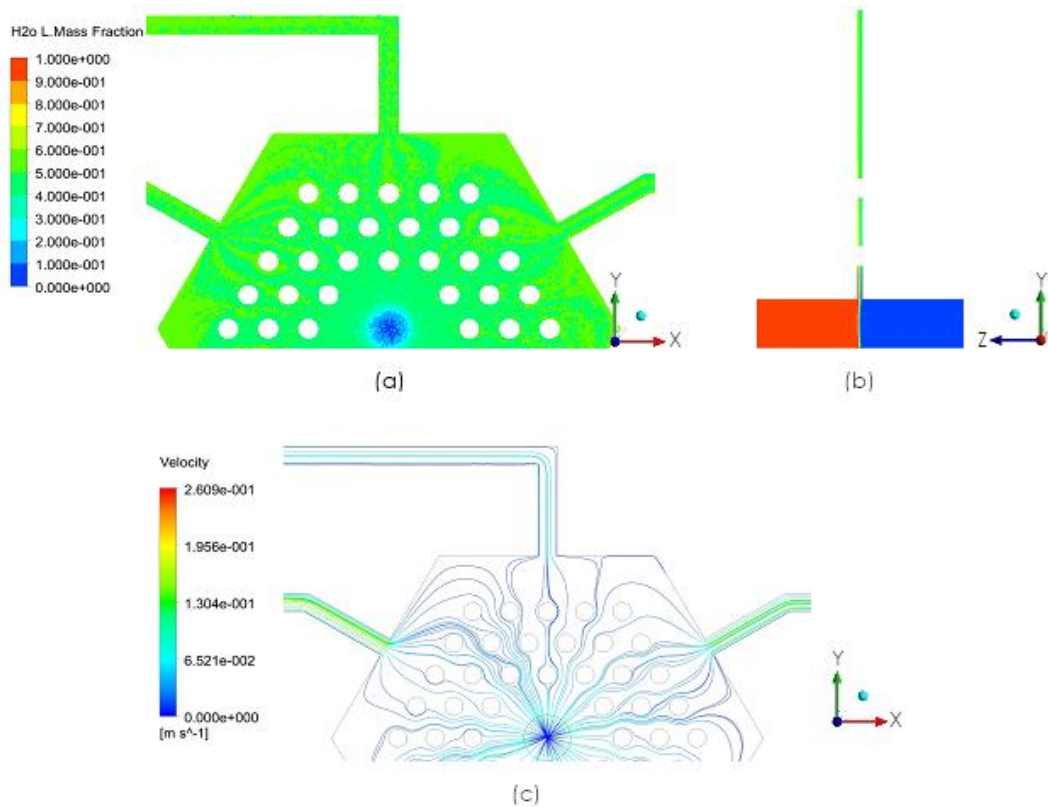 H2o L.Mass Fraction
1.000e+000
9.000e-001
8.000e-001
7.000e-001
6.000e-001
5.000e-001
4.000e-001
3.000e-001
2.000e-001
1.000e-001
0.000e+000
Y
X
(a)
Y
Z
(b)
Velocity
2.609e-001
1.956e-001
1.304e-001
6.521e-002
0.000e+000
[m s^-1]
Y
X
(c)